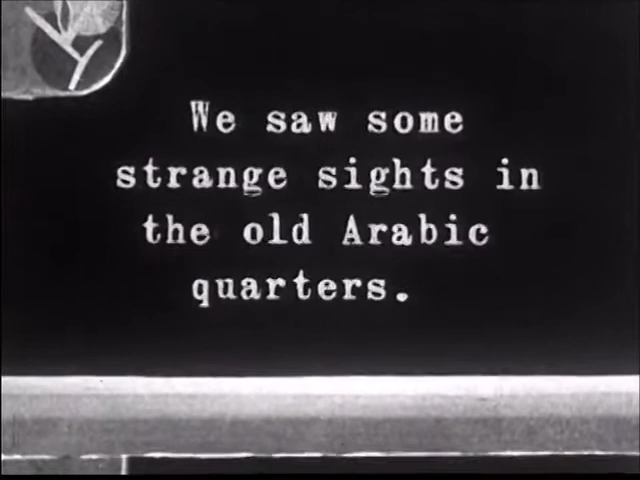 We saw some
strange sights in
the old Arabic
quarters.